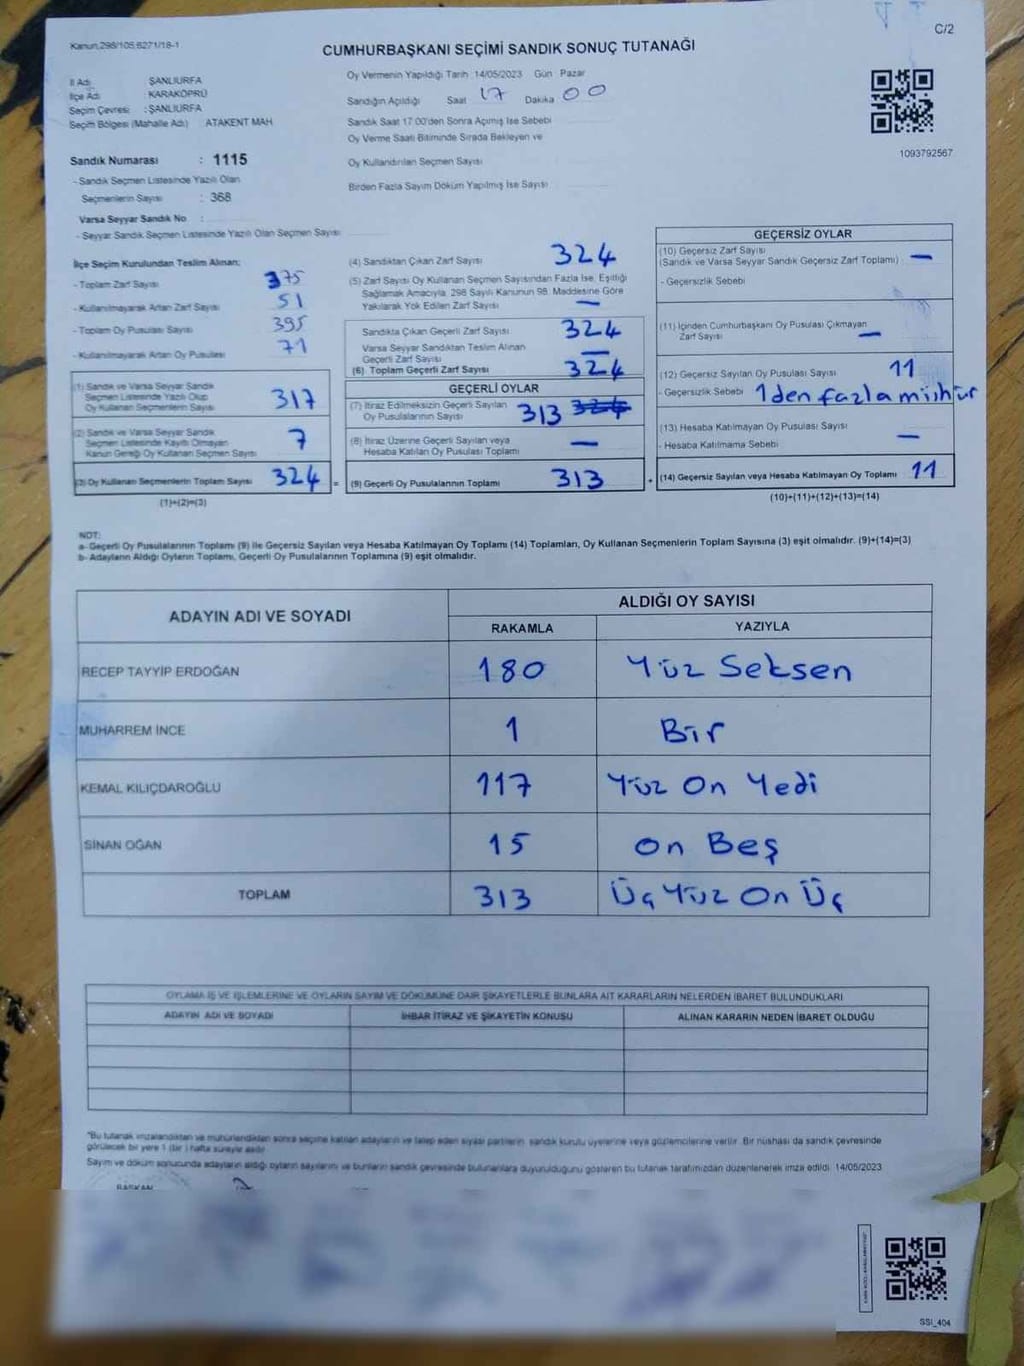 C/2
Kanun,298/105,6271/18-1
CUMHURBAŞKANI SEÇİMİ SANDIK SONUÇ TUTANAĞI
İl Adı : ŞANLIURFA
İlçe Adı : KARAKÖPRÜ
Seçim Çevresi : ŞANLIURFA
Seçim Bölgesi (Mahalle Adı) ATAKENT MAH
Sandık Numarası : 1115
- Sandık Seçmen Listesinde Yazılı Olan
Seçmenlerin Sayısı : 368
Varsa Seyyar Sandık No :
- Seyyar Sandık Seçmen Listesinde Yazılı Olan Seçmen Sayısı
Oy Vermenin Yapıldığı Tarih :14/05/2023 Gün Pazar
Sandığın Açıldığı Saat 17 Dakika 00
Sandık Saat 17.00'den Sonra Açımış İse Sebebi
Oy Verme Saati Bitiminde Sırada Bekleyen ve
Oy Kullandırılan Seçmen Sayısı
Birden Fazla Sayım Döküm Yapılmış İse Sayısı
1093792567
İlçe Seçim Kurulundan Teslim Alınan:
- Toplam Zarf Sayısı 375
- Kullanılmayarak Artan Zarf Sayısı 51
- Toplam Oy Pusulası Sayısı 395
- Kullanılmayarak Artan Oy Pusulası 71
(1) Sandık ve Varsa Seyyar Sandık
Seçmen Listesinde Yazılı Olup
Oy Kullanan Seçmenlerin Sayısı 317
(2) Sandık ve Varsa Seyyar Sandık
Seçmen Listesinde Kayıtlı Olmayan
Kanun Gereği Oy Kullanan Seçmen Sayısı 7
(3) Oy Kullanan Seçmenlerin Toplam Sayısı 324 =
(1)+(2)=(3)
(4) Sandıktan Çıkan Zarf Sayısı 324
(5) Zarf Sayısı Oy Kullanan Seçmen Sayısından Fazla İse, Eşitliği
Sağlamak Amacıyla, 298 Sayılı Kanunun 98. Maddesine Göre
Yakılarak Yok Edilen Zarf Sayısı —
Sandıkta Çıkan Geçerli Zarf Sayısı 324
Varsa Seyyar Sandıktan Teslim Alınan
Geçerli Zarf Sayısı —
(6) Toplam Geçerli Zarf Sayısı 324
GEÇERLİ OYLAR
(7) İtiraz Edilmeksizin Geçerli Sayılan
Oy Pusulalarının Sayısı 313 324
(8) İtiraz Üzerine Geçerli Sayılan veya
Hesaba Katılan Oy Pusulası Toplamı —
(9) Geçerli Oy Pusulalarının Toplamı 313 +
GEÇERSİZ OYLAR
(10) Geçersiz Zarf Sayısı
(Sandık ve Varsa Seyyar Sandık Geçersiz Zarf Toplamı) —
- Geçersizlik Sebebi
(11) İçinden Cumhurbaşkanı Oy Pusulası Çıkmayan
Zarf Sayısı —
(12) Geçersiz Sayılan Oy Pusulası Sayısı 11
- Geçersizlik Sebebi 1den fazla mühür
(13) Hesaba Katılmayan Oy Pusulası Sayısı —
- Hesaba Katılmama Sebebi
(14) Geçersiz Sayılan veya Hesaba Katılmayan Oy Toplamı 11
(10)+(11)+(12)+(13)=(14)
NOT:
a- Geçerli Oy Pusulalarının Toplamı (9) ile Geçersiz Sayılan veya Hesaba Katılmayan Oy Toplamı (14) Toplamları, Oy Kullanan Seçmenlerin Toplam Sayısına (3) eşit olmalıdır. (9)+(14)=(3)
b- Adayların Aldığı Oyların Toplamı, Geçerli Oy Pusulalarının Toplamına (9) eşit olmalıdır.
ADAYIN ADI VE SOYADI ALDIĞI OY SAYISI
RAKAMLA YAZIYLA
RECEP TAYYİP ERDOĞAN 180 Yüz Seksen
MUHARREM İNCE 1 Bir
KEMAL KILIÇDAROĞLU 117 Yüz On Yedi
SİNAN OĞAN 15 On Beş
TOPLAM 313 Üç Yüz On Üç
OYLAMA İŞ VE İŞLEMLERİNE VE OYLARIN SAYIM VE DÖKÜMÜNE DAİR ŞİKAYETLERLE BUNLARA AİT KARARLARIN NELERDEN İBARET BULUNDUKLARI
ADAYIN ADI VE SOYADI İHBAR İTİRAZ VE ŞİKAYETİN KONUSU ALINAN KARARIN NEDEN İBARET OLDUĞU
*Bu tutanak imzalandıktan ve mühürlendikten sonra seçime katılan adayların ve talep eden siyasi partilerin sandık kurulu üyelerine veya gözlemcilerine verilir. Bir nüshası da sandık çevresinde
görülecek bir yere 1 (bir) hafta süreyle asılır
Sayım ve döküm sonucunda adayların aldığı oyların sayılarını ve bunların sandık çevresinde bulunanlara duyurulduğunu gösteren bu tutanak tarafımızdan düzenlenerek imza edildi. 14/05/2023
BAŞKAN
SSI_404